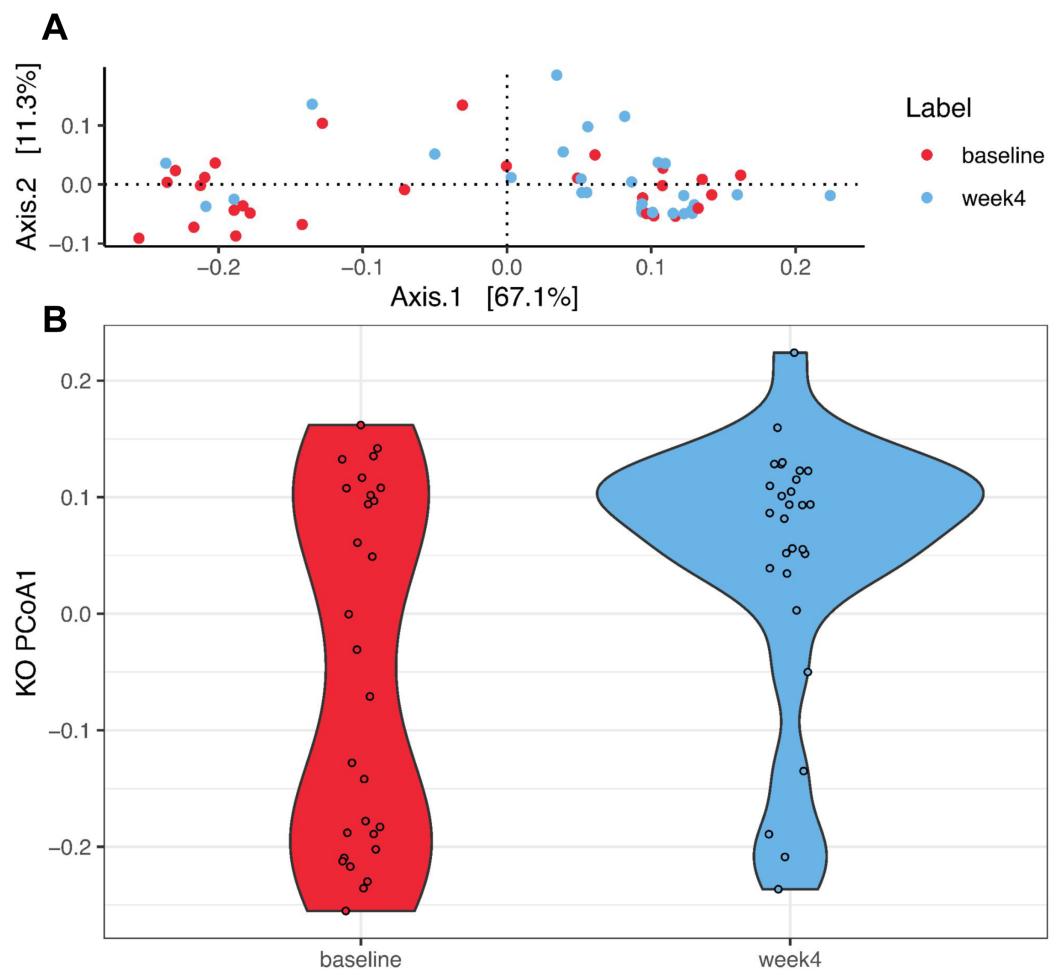 A
Axis.2 [11.3%]
0.1
0.0
−0.1
−0.2
−0.1
0.0
0.1
0.2
Axis.1 [67.1%]
Label
baseline
week4
B
KO PCoA1
0.2
0.1
0.0
−0.1
−0.2
baseline
week4